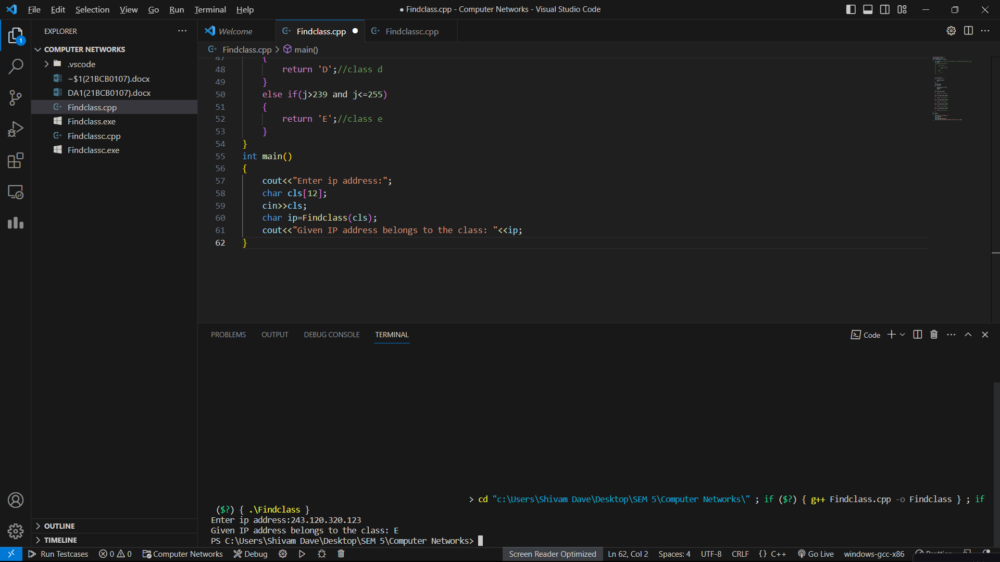 File Edit Selection View Go Run Terminal Help
● Findclass.cpp - Computer Networks - Visual Studio Code
EXPLORER
COMPUTER NETWORKS
.vscode
~$1(21BCB0107).docx
DA1(21BCB0107).docx
Findclass.cpp
Findclass.exe
Findclassc.cpp
Findclassc.exe
OUTLINE
TIMELINE
Welcome Findclass.cpp Findclassc.cpp
Findclass.cpp > main()
47 {
48 return 'D';//class d
49 }
50 else if(j>239 and j<=255)
51 {
52 return 'E';//class e
53 }
54 }
55 int main()
56 {
57 cout<<"Enter ip address:";
58 char cls[12];
59 cin>>cls;
60 char ip=Findclass(cls);
61 cout<<"Given IP address belongs to the class: "<<ip;
62 }
PROBLEMS OUTPUT DEBUG CONSOLE TERMINAL
Code
> cd "c:\Users\Shivam Dave\Desktop\SEM 5\Computer Networks\" ; if ($?) { g++ Findclass.cpp -o Findclass } ; if
($?) { .\Findclass }
Enter ip address:243.120.320.123
Given IP address belongs to the class: E
PS C:\Users\Shivam Dave\Desktop\SEM 5\Computer Networks>
Run Testcases 0 0 Computer Networks Debug
Screen Reader Optimized Ln 62, Col 2 Spaces: 4 UTF-8 CRLF {} C++ Go Live windows-gcc-x86